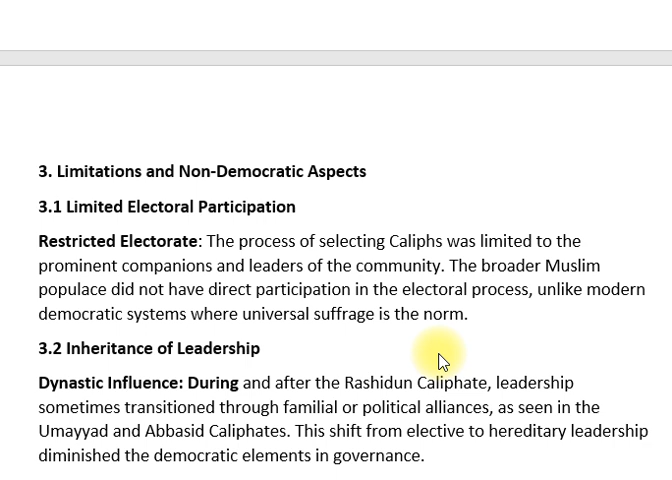 3. Limitations and Non-Democratic Aspects
3.1 Limited Electoral Participation
Restricted Electorate: The process of selecting Caliphs was limited to the
prominent companions and leaders of the community. The broader Muslim
populace did not have direct participation in the electoral process, unlike modern
democratic systems where universal suffrage is the norm.
3.2 Inheritance of Leadership
Dynastic Influence: During and after the Rashidun Caliphate, leadership
sometimes transitioned through familial or political alliances, as seen in the
Umayyad and Abbasid Caliphates. This shift from elective to hereditary leadership
diminished the democratic elements in governance.